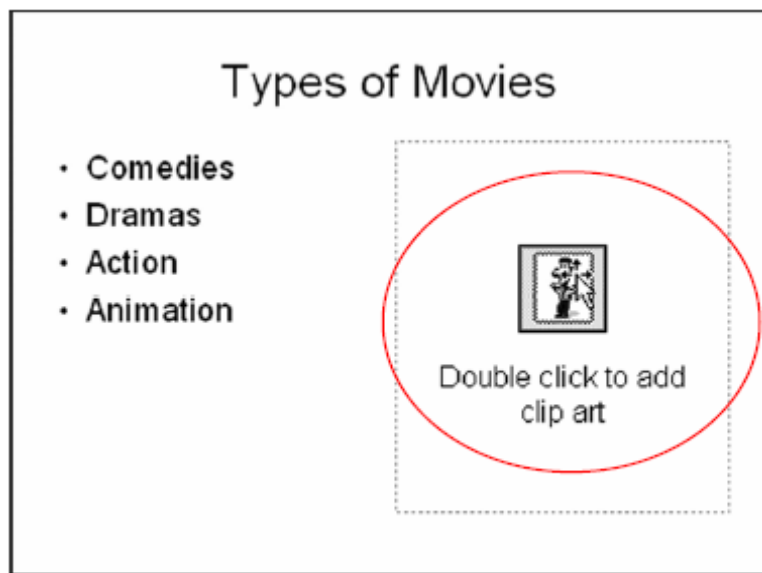 Types of Movies
• Comedies
• Dramas
• Action
• Animation
Double click to add
clip art